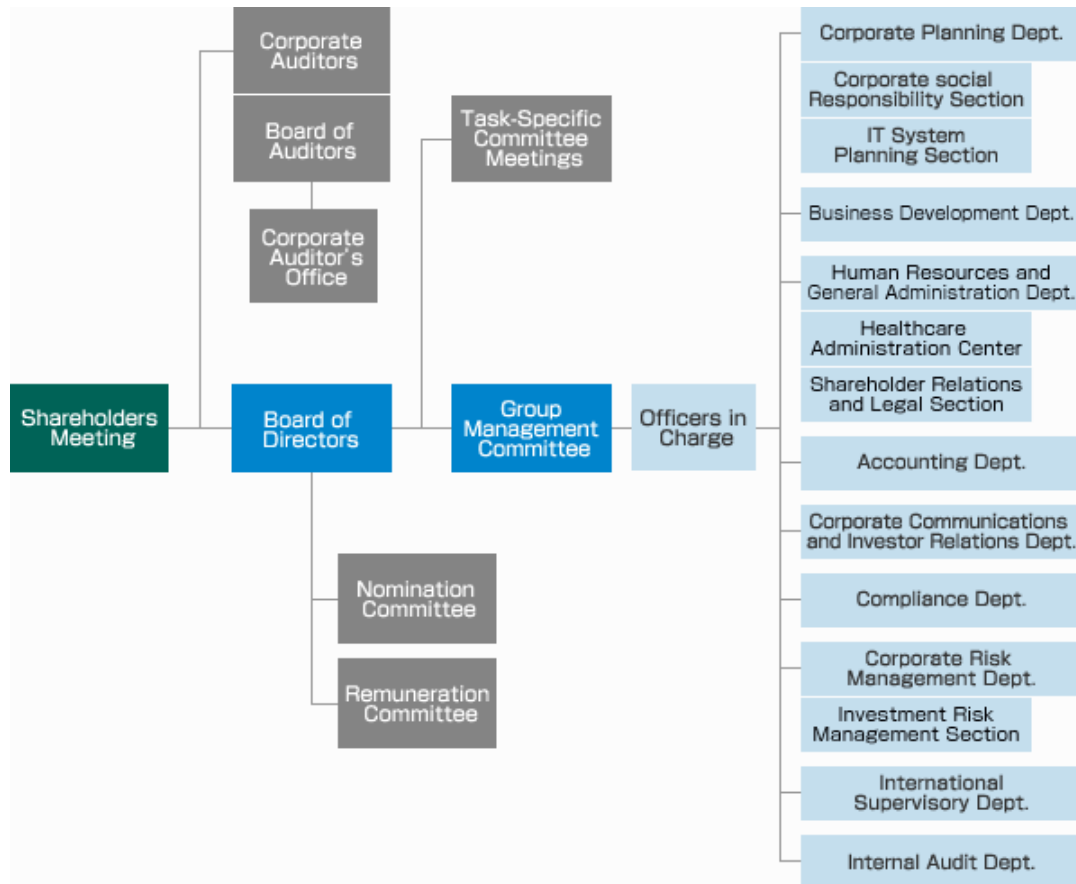 Corporate
Auditors
Board of
Auditors
Corporate
Auditor's
Office
Task-Specific
Committee
Meetings
Shareholders
Meeting
Board of
Directors
Group
Management
Committee
Officers in
Charge
Nomination
Committee
Remuneration
Committee
Corporate Planning Dept.
Corporate social
Responsibility Section
IT System
Planning Section
Business Development Dept.
Human Resources and
General Administration Dept.
Healthcare
Administration Center
Shareholder Relations
and Legal Section
Accounting Dept.
Corporate Communications
and Investor Relations Dept.
Compliance Dept.
Corporate Risk
Management Dept.
Investment Risk
Management Section
International
Supervisory Dept.
Internal Audit Dept.